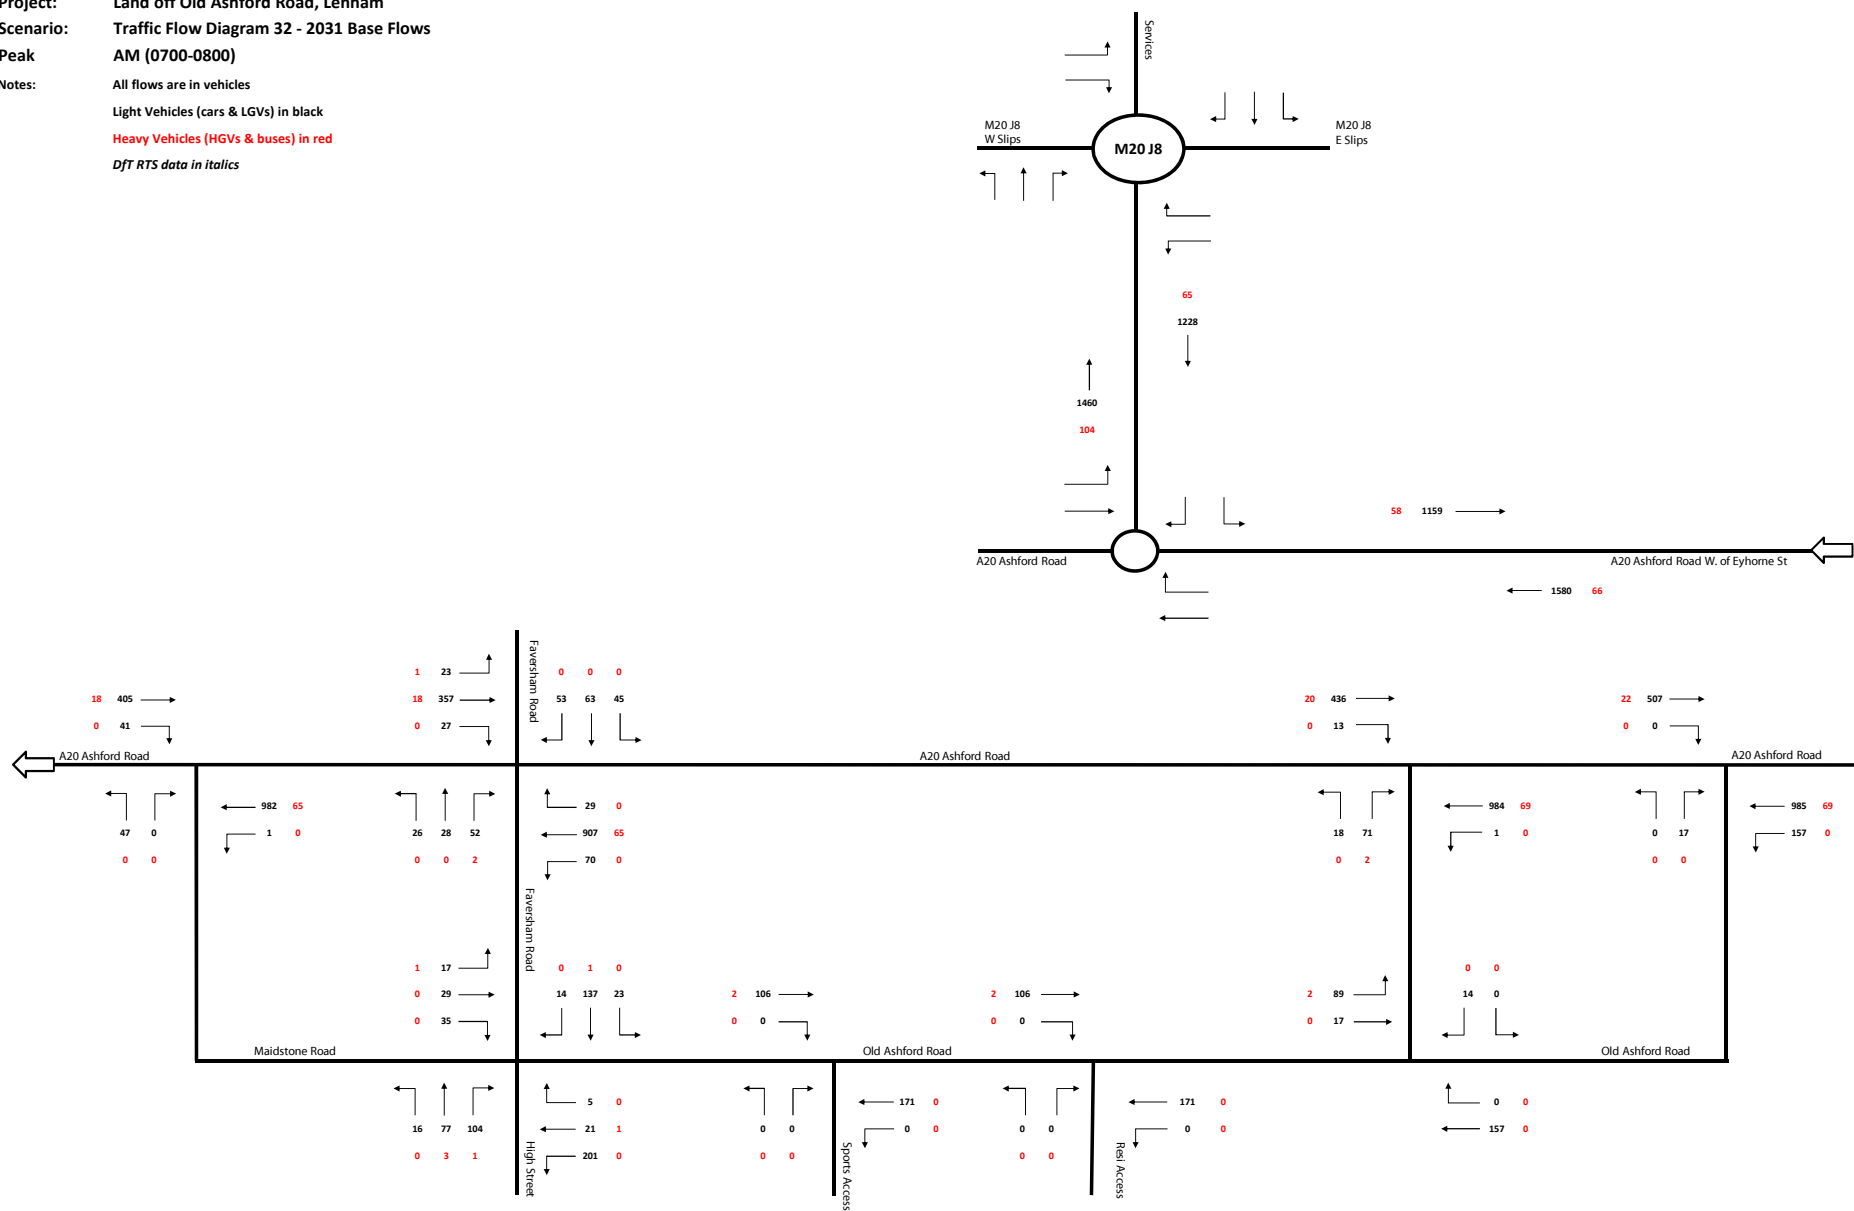 Project: Land off Old Ashford Road, Lenham
Scenario: Traffic Flow Diagram 32 - 2031 Base Flows
Peak AM (0700-0800)
Notes: All flows are in vehicles
Light Vehicles (cars & LGVs) in black
Heavy Vehicles (HGVs & buses) in red
DfT RTS data in italics
Services
M20 J8
W Slips
M20 J8
M20 J8
E Slips
65
1228
1460
104
58 1159
A20 Ashford Road
A20 Ashford Road W. of Eyhorne St
1580 66
Faversham Road
1 23
0 0 0
18 405
18 357
53 63 45
20 436
22 507
0 41
0 27
0 13
0 0
A20 Ashford Road
A20 Ashford Road
A20 Ashford Road
982 65
29 0
984 69
985 69
47 0
1 0
26 28 52
907 65
18 71
1 0
0 17
157 0
0 0
0 0 2
70 0
0 2
0 0
Faversham Road
1 17
0 1 0
0 0
0 29
14 137 23
2 106
2 106
2 89
14 0
0 35
0 0
0 0
0 17
Maidstone Road
Old Ashford Road
Old Ashford Road
5 0
171 0
171 0
0 0
16 77 104
21 1
0 0
0 0
0 0
0 0
157 0
0 3 1
201 0
0 0
0 0
High Street
Sports Access
Resi Access